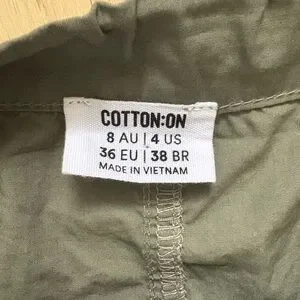 COTTON:ON
8 AU | 4 US
36 EU | 38 BR
MADE IN VIETNAM